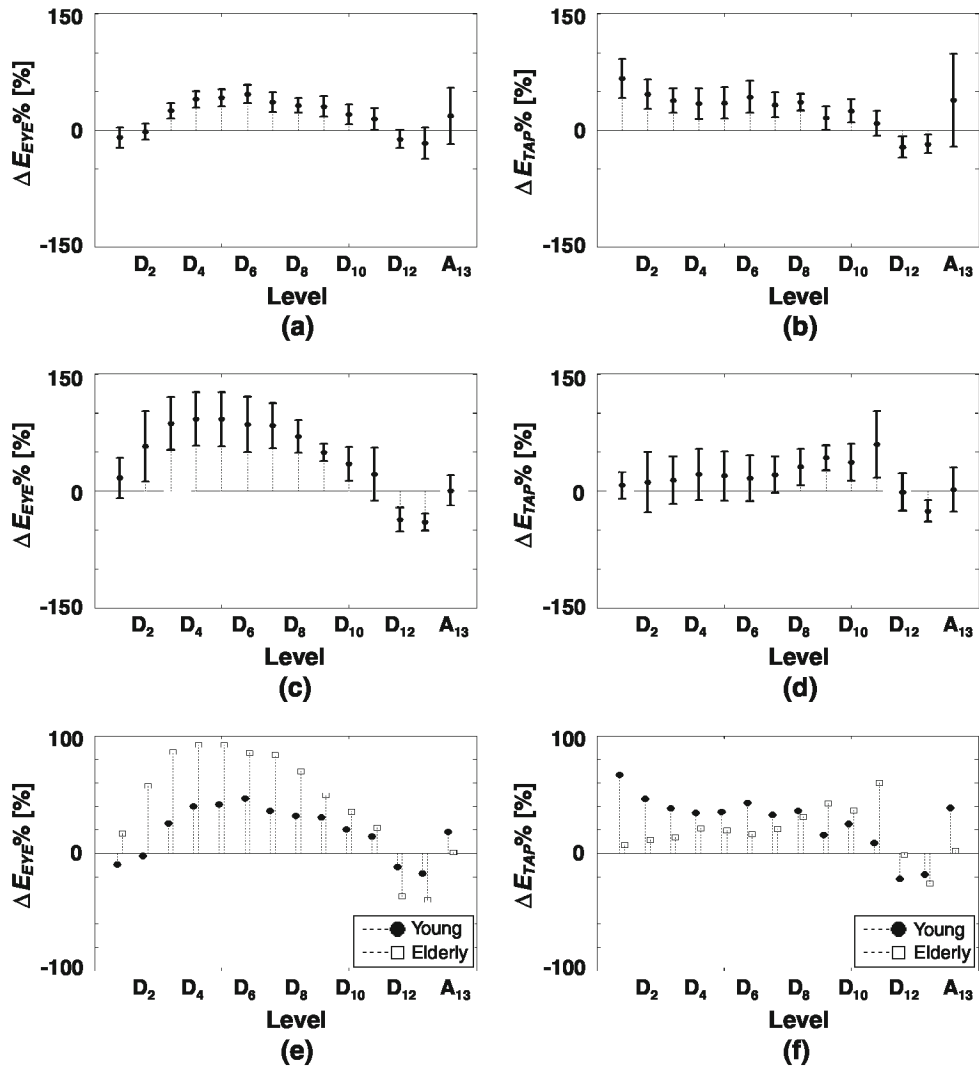 150
0
-150
ΔE_EYE% [%]
D₂ D₄ D₆ D₈ D₁₀ D₁₂ A₁₃
Level
(a)
150
0
-150
ΔE_TAP% [%]
D₂ D₄ D₆ D₈ D₁₀ D₁₂ A₁₃
Level
(b)
150
0
-150
ΔE_EYE% [%]
D₂ D₄ D₆ D₈ D₁₀ D₁₂ A₁₃
Level
(c)
150
0
-150
ΔE_TAP% [%]
D₂ D₄ D₆ D₈ D₁₀ D₁₂ A₁₃
Level
(d)
100
0
-100
ΔE_EYE% [%]
Young
Elderly
D₂ D₄ D₆ D₈ D₁₀ D₁₂ A₁₃
Level
(e)
100
0
-100
ΔE_TAP% [%]
Young
Elderly
D₂ D₄ D₆ D₈ D₁₀ D₁₂ A₁₃
Level
(f)